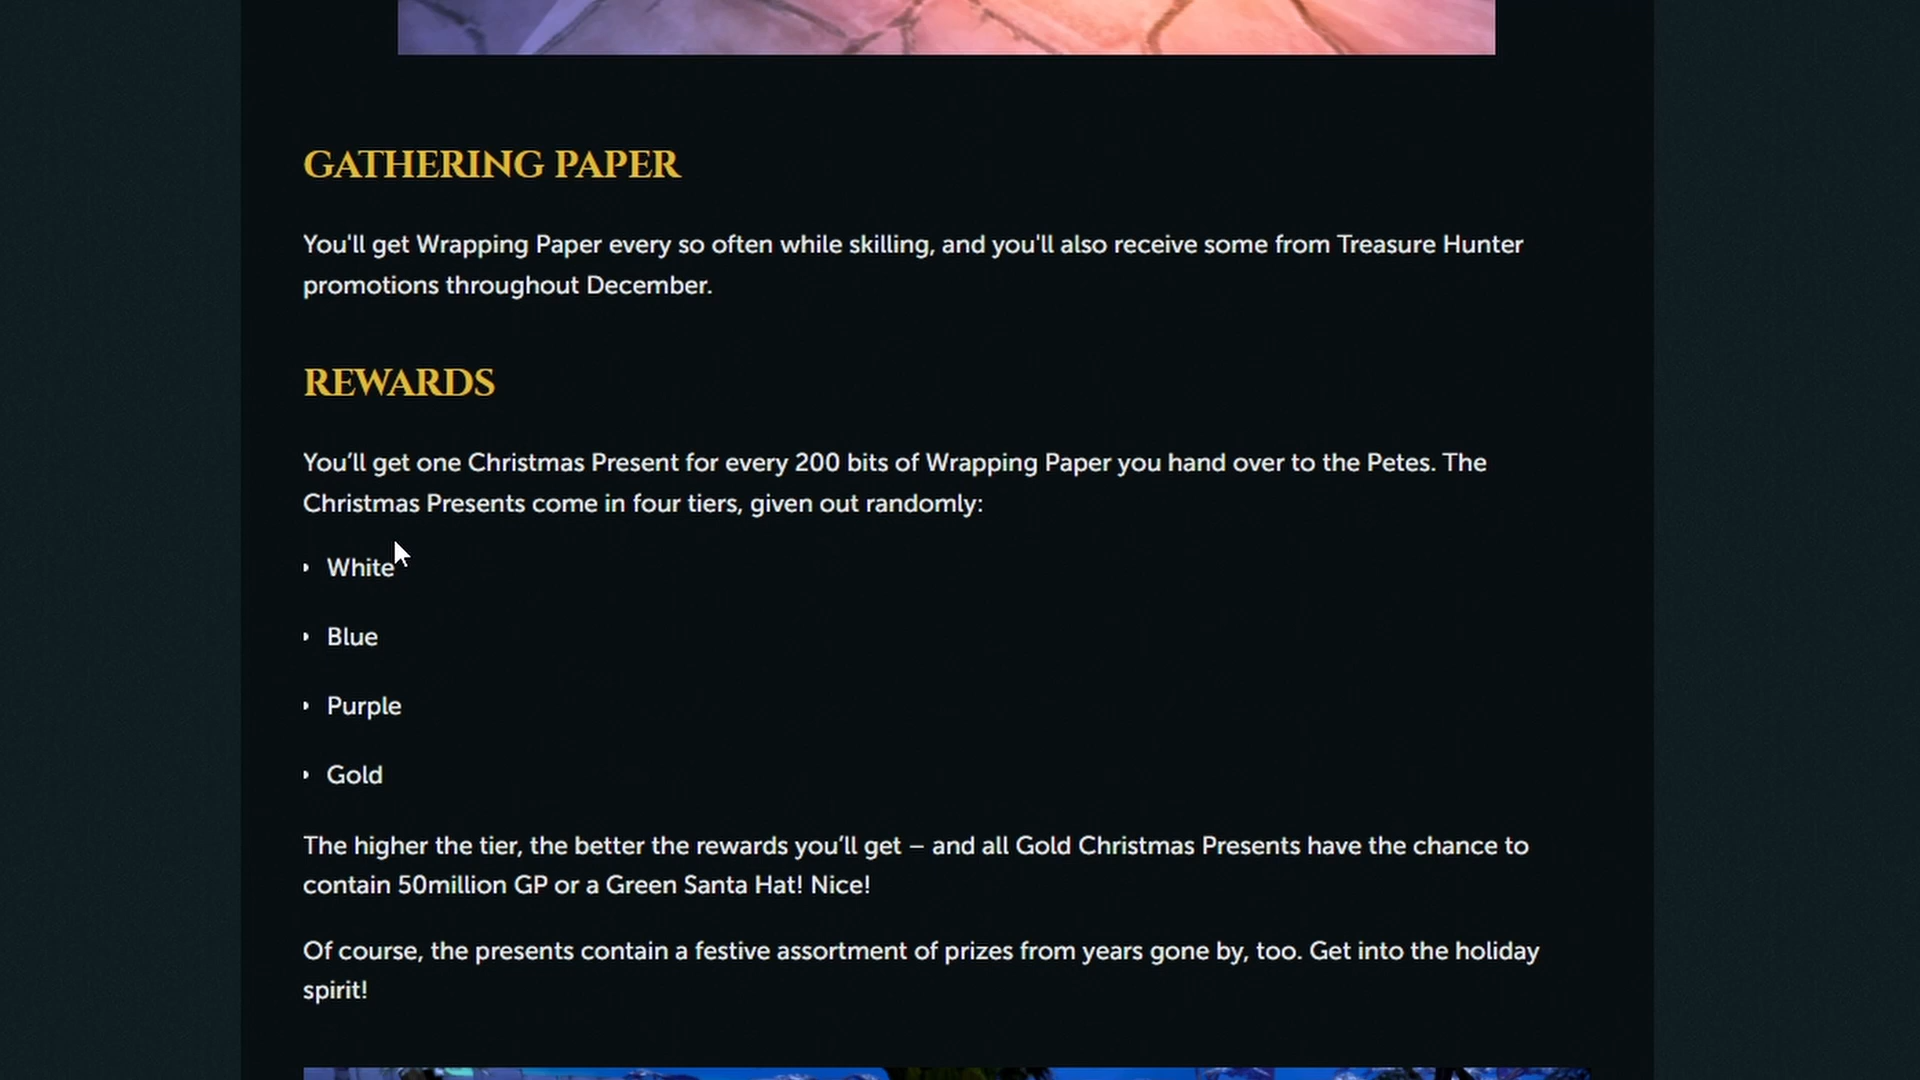 GATHERING PAPER
You'll get Wrapping Paper every so often while skilling, and you'll also receive some from Treasure Hunter
promotions throughout December.
REWARDS
You’ll get one Christmas Present for every 200 bits of Wrapping Paper you hand over to the Petes. The
Christmas Presents come in four tiers, given out randomly:
White
Blue
Purple
Gold
The higher the tier, the better the rewards you’ll get – and all Gold Christmas Presents have the chance to
contain 50million GP or a Green Santa Hat! Nice!
Of course, the presents contain a festive assortment of prizes from years gone by, too. Get into the holiday
spirit!